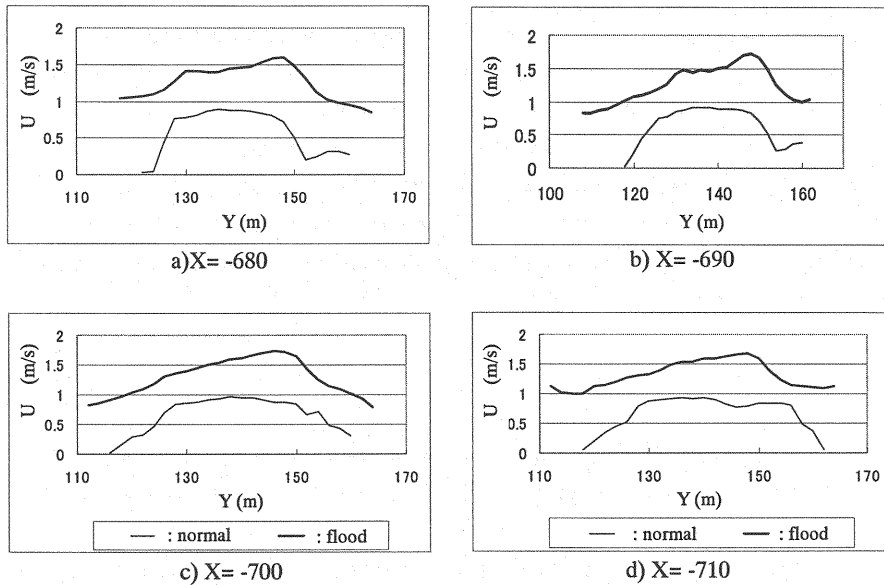 2
1.5
1
0.5
0
U (m/s)
110 130 150 170
Y (m)
a)X= -680
2
1.5
1
0.5
0
U (m/s)
100 120 140 160
Y (m)
b) X= -690
2
1.5
1
0.5
0
U (m/s)
110 130 150 170
Y (m)
: normal : flood
c) X= -700
2
1.5
1
0.5
0
U (m/s)
110 130 150 170
Y (m)
: normal : flood
d) X= -710